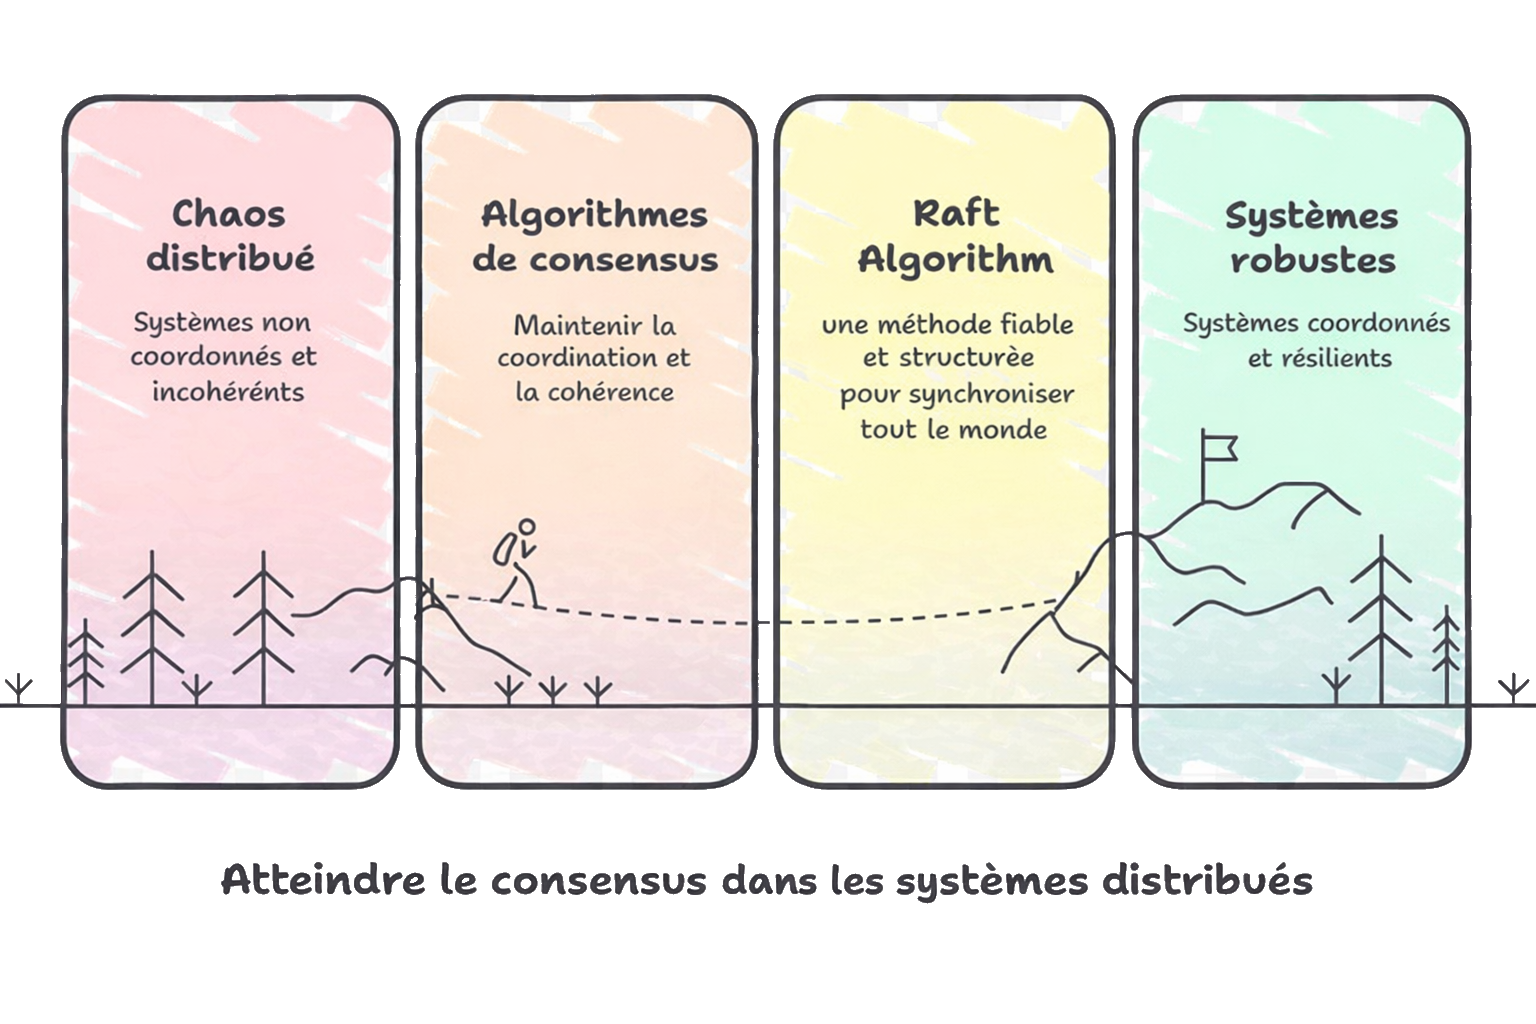 Chaos
distribué
Systèmes non
coordonnés et
incohérénts
Algorithmes
de consensus
Maintenir la
coordination et
la cohérence
Raft
Algorithm
une méthode fiable
et structurèe
pour synchroniser
tout le monde
Systèmes
robustes
Systèmes coordonnés
et résilients
Atteindre le consensus dans les systèmes distribués